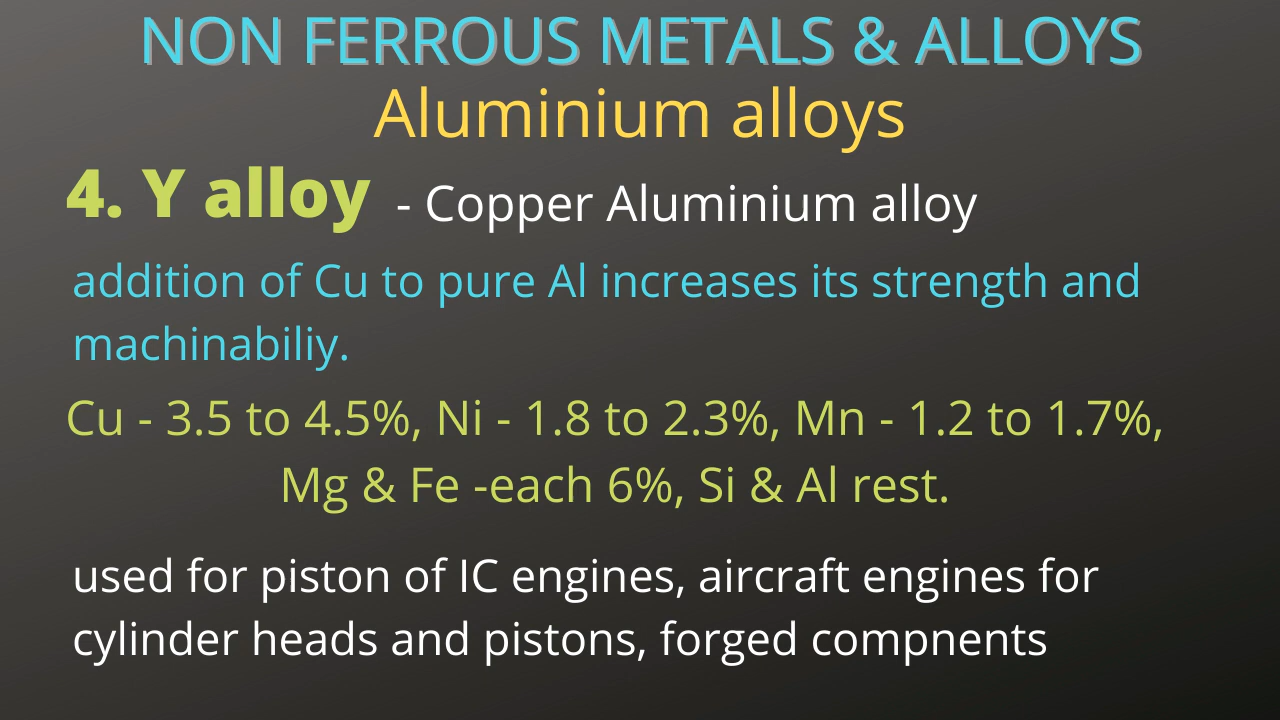 NON FERROUS METALS & ALLOYS
Aluminium alloys
4. Y alloy - Copper Aluminium alloy
addition of Cu to pure Al increases its strength and
machinabiliy.
Cu - 3.5 to 4.5%, Ni - 1.8 to 2.3%, Mn - 1.2 to 1.7%,
Mg & Fe -each 6%, Si & Al rest.
used for piston of IC engines, aircraft engines for
cylinder heads and pistons, forged compnents